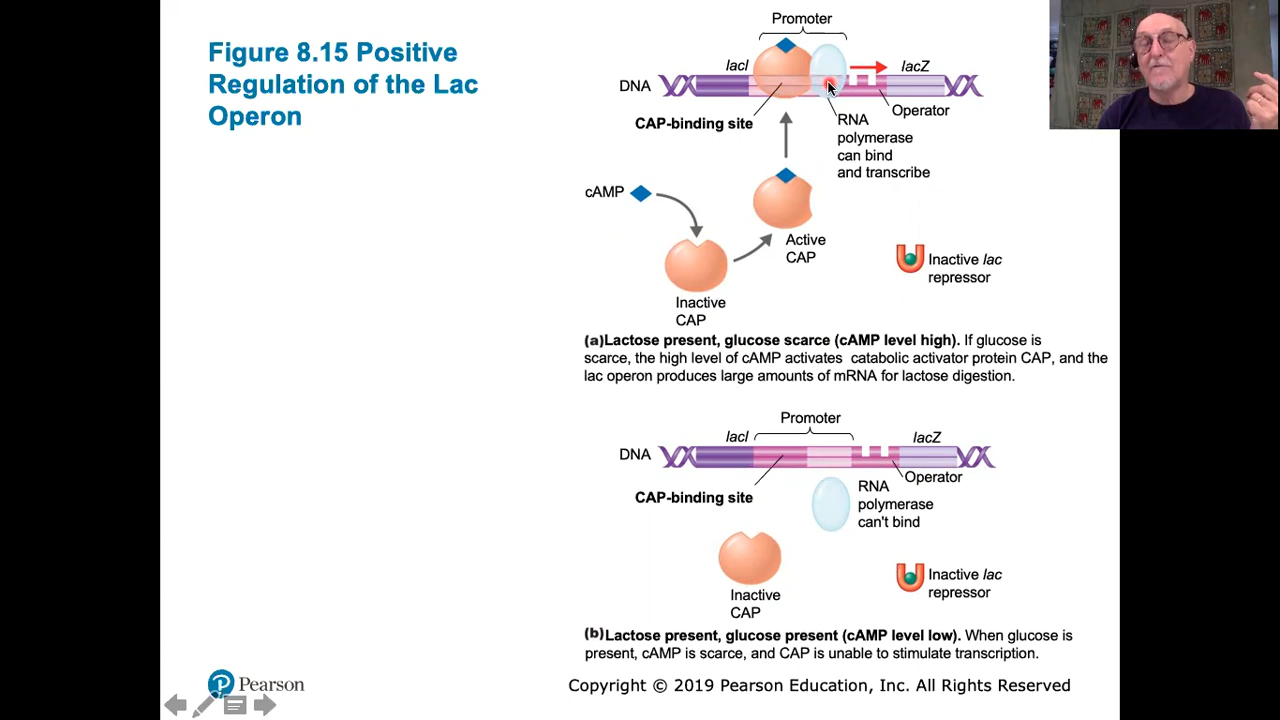 Figure 8.15 Positive
Regulation of the Lac
Operon
Promoter
lacI
lacZ
DNA
Operator
CAP-binding site
RNA
polymerase
can bind
and transcribe
cAMP
Active
CAP
Inactive lac
repressor
Inactive
CAP
(a)Lactose present, glucose scarce (cAMP level high). If glucose is
scarce, the high level of cAMP activates catabolic activator protein CAP, and the
lac operon produces large amounts of mRNA for lactose digestion.
Promoter
lacI
lacZ
DNA
Operator
CAP-binding site
RNA
polymerase
can't bind
Inactive lac
repressor
Inactive
CAP
(b)Lactose present, glucose present (cAMP level low). When glucose is
present, cAMP is scarce, and CAP is unable to stimulate transcription.
Pearson
Copyright © 2019 Pearson Education, Inc. All Rights Reserved